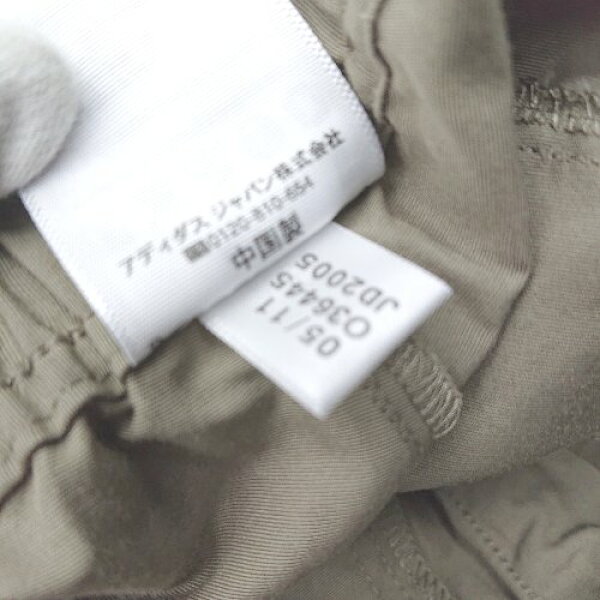 アディダス ジャパン株式会社
☎0120-810-654
中国製
05/11
O36445
JD2005